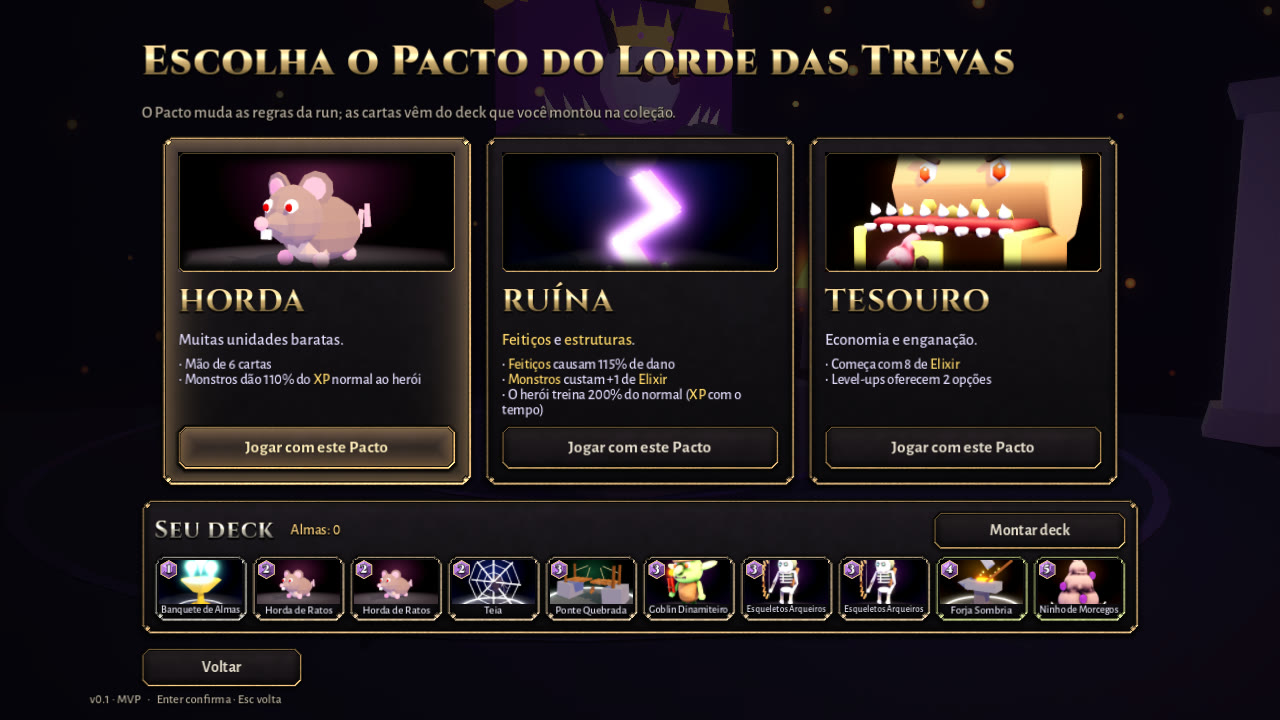 Escolha o Pacto do Lorde das Trevas
O Pacto muda as regras da run; as cartas vêm do deck que você montou na coleção.
HORDA
Muitas unidades baratas.
· Mão de 6 cartas
· Monstros dão 110% do XP normal ao herói
Jogar com este Pacto
RUÍNA
Feitiços e estruturas.
· Feitiços causam 115% de dano
· Monstros custam +1 de Elixir
· O herói treina 200% do normal (XP com o
tempo)
Jogar com este Pacto
TESOURO
Economia e enganação.
· Começa com 8 de Elixir
· Level-ups oferecem 2 opções
Jogar com este Pacto
Seu deck
Almas: 0
Montar deck
1
Banquete de Almas
2
Horda de Ratos
2
Horda de Ratos
2
Teia
3
Ponte Quebrada
3
Goblin Dinamiteiro
3
Esqueletos Arqueiros
3
Esqueletos Arqueiros
4
Forja Sombria
5
Ninho de Morcegos
Voltar
v0.1 · MVP · Enter confirma · Esc volta